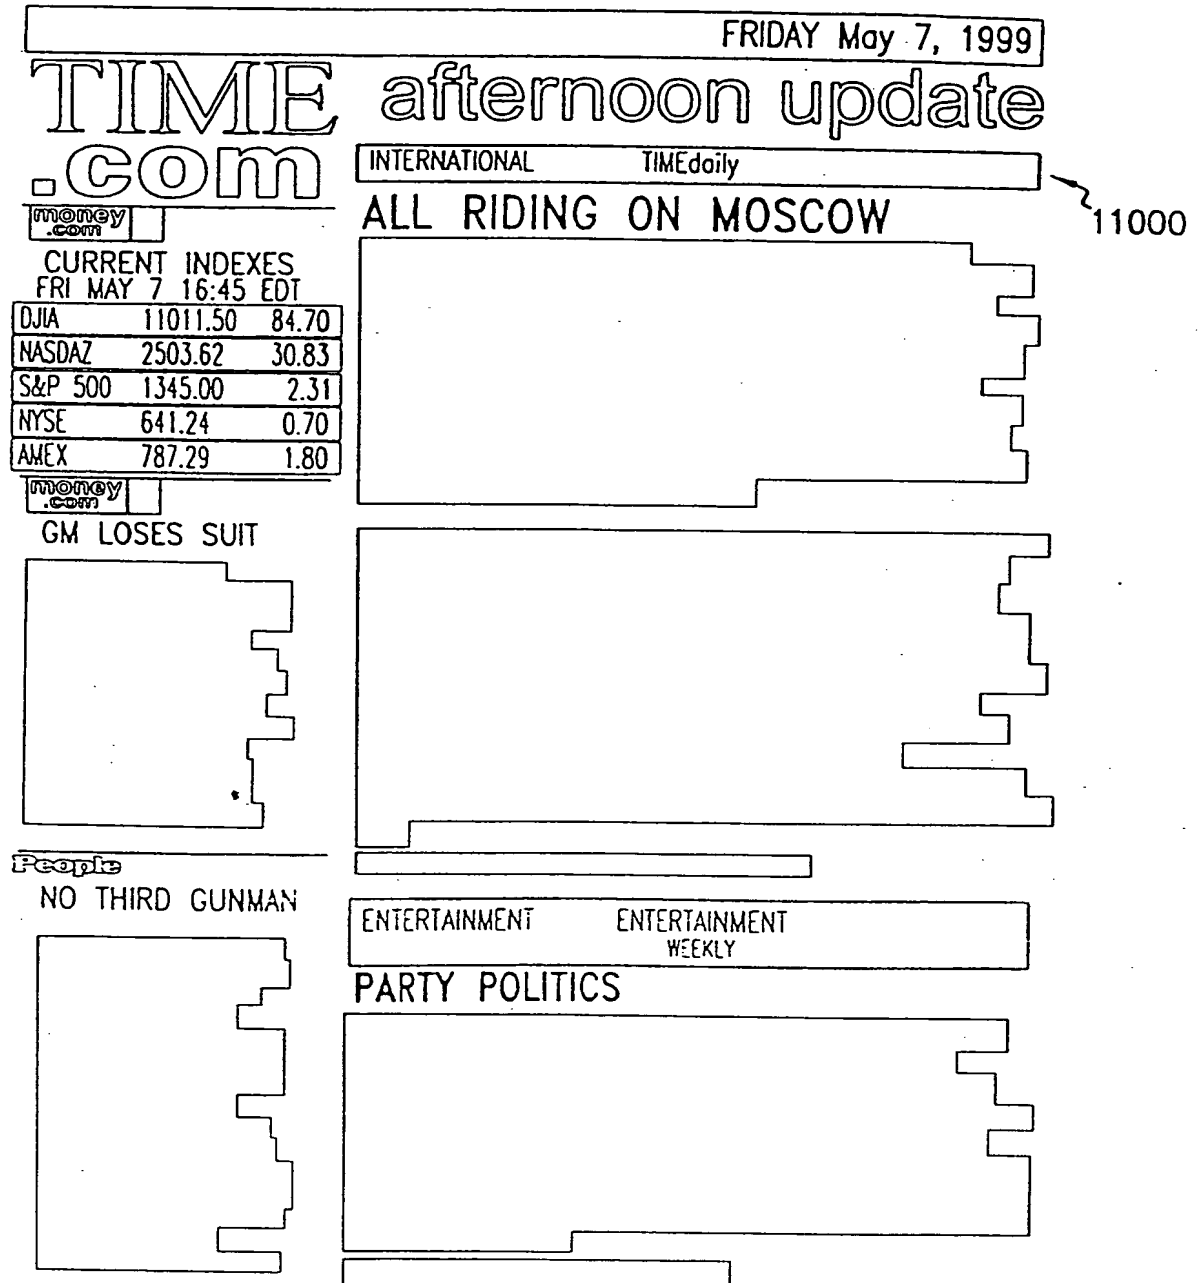 FRIDAY May 7, 1999
TIME
.com
afternoon update
INTERNATIONAL TIMEdaily
11000
ALL RIDING ON MOSCOW
money
.com
CURRENT INDEXES
FRI MAY 7 16:45 EDT
DJIA 11011.50 84.70
NASDAZ 2503.62 30.83
S&P 500 1345.00 2.31
NYSE 641.24 0.70
AMEX 787.29 1.80
money
.com
GM LOSES SUIT
People
NO THIRD GUNMAN
ENTERTAINMENT ENTERTAINMENT
WEEKLY
PARTY POLITICS